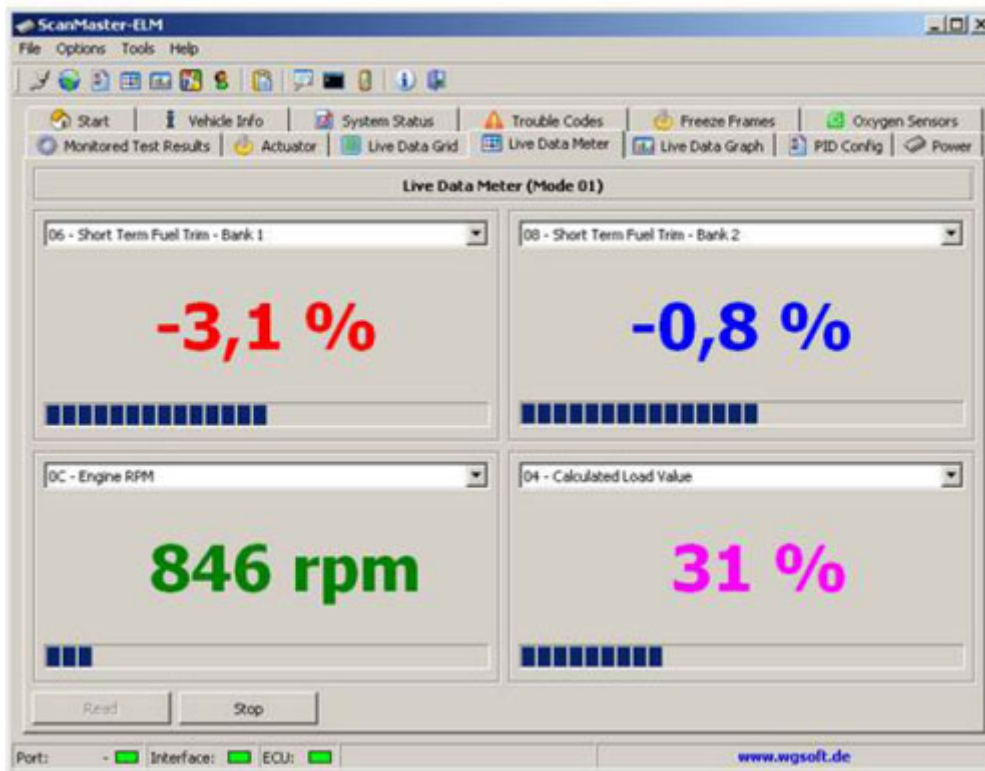 ScanMaster-ELM
File Options Tools Help
Start Vehicle Info System Status Trouble Codes Freeze Frames Oxygen Sensors
Monitored Test Results Actuator Live Data Grid Live Data Meter Live Data Graph PID Config Power
Live Data Meter (Mode 01)
06 - Short Term Fuel Trim - Bank 1 08 - Short Term Fuel Trim - Bank 2
-3,1 % -0,8 %
0C - Engine RPM 04 - Calculated Load Value
846 rpm 31 %
Read Stop
Port: - Interface: ECU: www.wgsoft.de